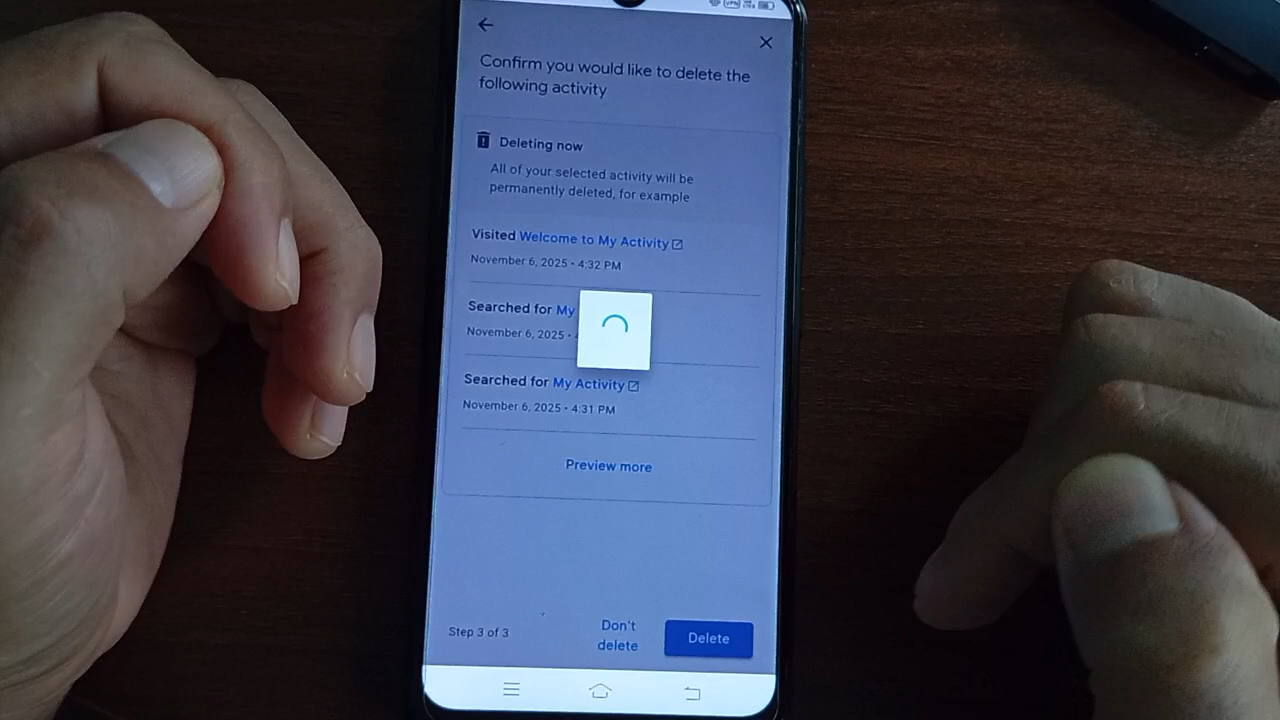 VPN
Confirm you would like to delete the
following activity
Deleting now
All of your selected activity will be
permanently deleted, for example
Visited Welcome to My Activity
November 6, 2025 • 4:32 PM
Searched for My
November 6, 2025 •
Searched for My Activity
November 6, 2025 • 4:31 PM
Preview more
Step 3 of 3
Don't
delete
Delete